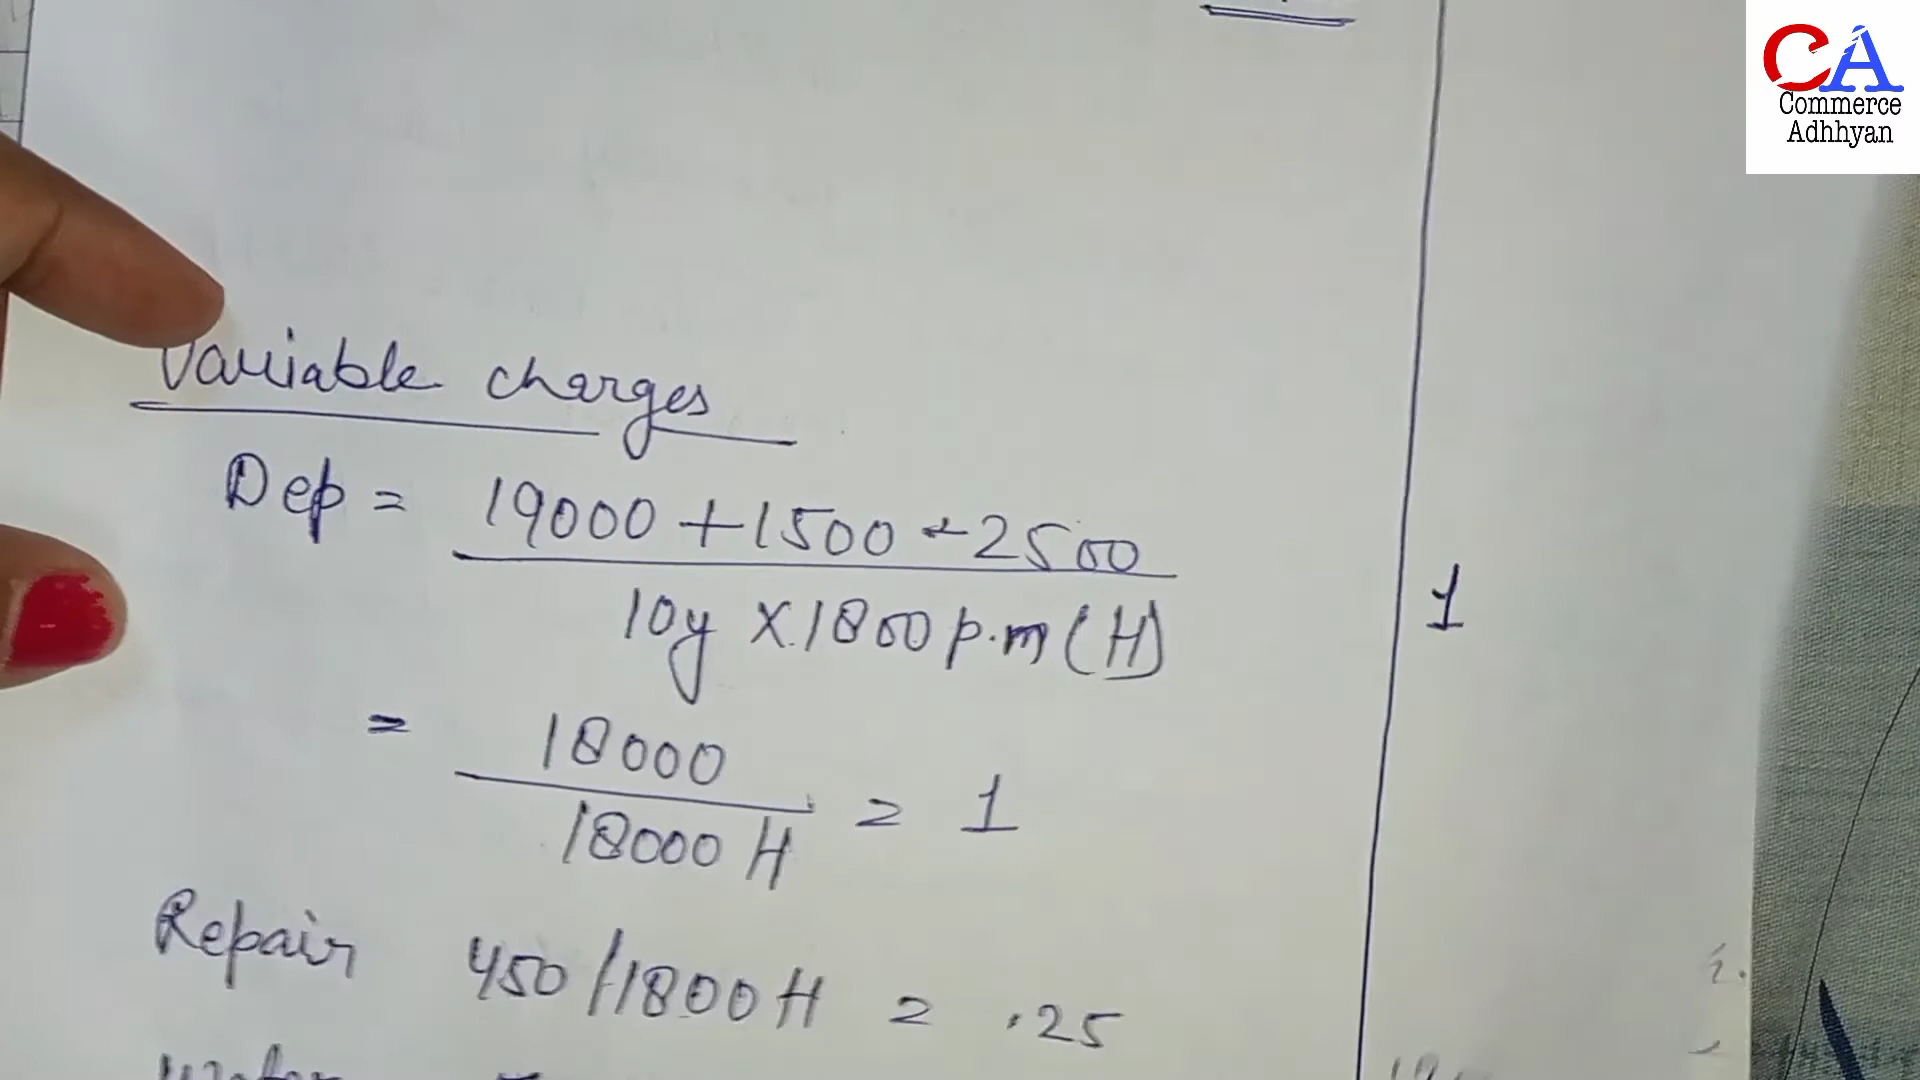 CA
Commerce
Adhhyan
Variable charges
Dep = 19000 + 1500 - 2500
10y × 1800 p.m (H)
1
= 18000
18000 H = 1
Repair 450/1800 H = .25